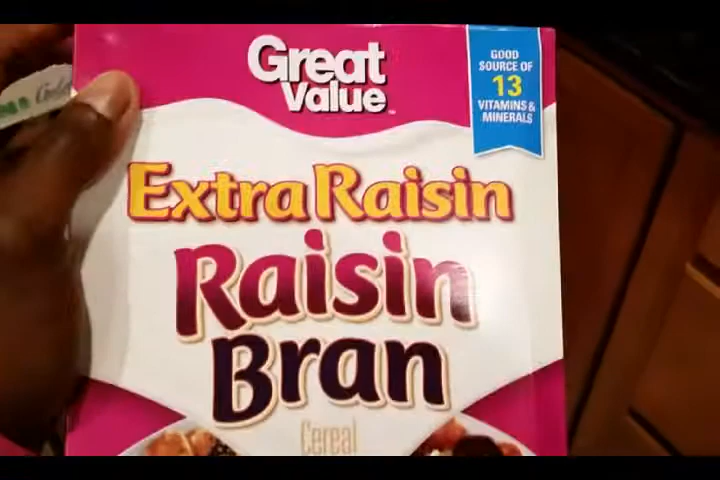 Great
Value
GOOD
SOURCE OF
13
VITAMINS &
MINERALS
Extra Raisin
Raisin
Bran
Cereal